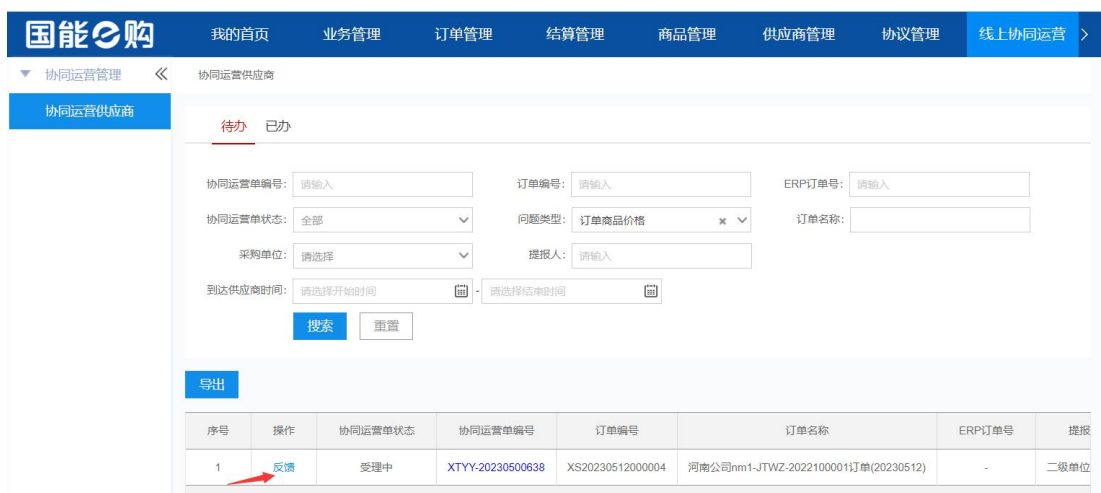 国能e购 我的首页 业务管理 订单管理 结算管理 商品管理 供应商管理 协议管理 线上协同运营
协同运营管理 协同运营供应商
协同运营供应商
待办 已办
协同运营单编号: 请输入 订单编号: 请输入 ERP订单号: 请输入
协同运营单状态: 全部 问题类型: 订单商品价格 订单名称:
采购单位: 请选择 提报人: 请输入
到达供应商时间: 请选择开始时间 - 请选择结束时间
搜索 重置
导出
序号 操作 协同运营单状态 协同运营单编号 订单编号 订单名称 ERP订单号 提报
1 反馈 受理中 XTYY-20230500638 XS20230512000004 河南公司nm1-JTWZ-2022100001订单(20230512) - 二级单位